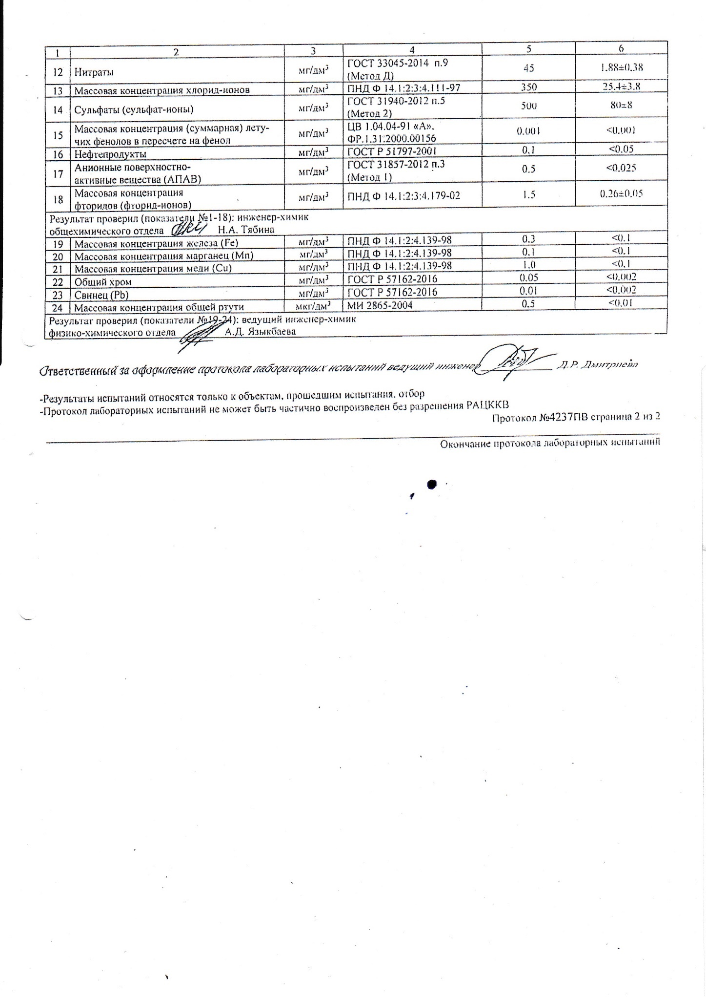 1 2 3 4 5 6
12 Нитраты мг/дм³ ГОСТ 33045-2014 п.9 45 1.88±0.38
(Метод Д)
13 Массовая концентрация хлорид-ионов мг/дм³ ПНД Ф 14.1:2:3:4.111-97 350 25.4±3.8
14 Сульфаты (сульфат-ионы) мг/дм³ ГОСТ 31940-2012 п.5 500 80±8
(Метод 2)
15 Массовая концентрация (суммарная) лету- мг/дм³ ЦВ 1.04.04-91 «А». 0.001 <0.001
чих фенолов в пересчете на фенол ФР.1.31.2000.00156
16 Нефтепродукты мг/дм³ ГОСТ Р 51797-2001 0.1 <0.05
17 Анионные поверхностно- мг/дм³ ГОСТ 31857-2012 п.3 0.5 <0.025
активные вещества (АПАВ) (Метод 1)
18 Массовая концентрация мг/дм³ ПНД Ф 14.1:2:3:4.179-02 1.5 0.26±0.05
фторидов (фторид-ионов)
Результат проверил (показатели №1-18): инженер-химик
общехимического отдела Н.А. Тябина
19 Массовая концентрация железа (Fe) мг/дм³ ПНД Ф 14.1:2:4.139-98 0.3 <0.1
20 Массовая концентрация марганец (Mn) мг/дм³ ПНД Ф 14.1:2:4.139-98 0.1 <0.1
21 Массовая концентрация меди (Cu) мг/дм³ ПНД Ф 14.1:2:4.139-98 1.0 <0.1
22 Общий хром мг/дм³ ГОСТ Р 57162-2016 0.05 <0.002
23 Свинец (Pb) мг/дм³ ГОСТ Р 57162-2016 0.01 <0.002
24 Массовая концентрация общей ртути мкг/дм³ МИ 2865-2004 0.5 <0.01
Результат проверил (показатели №19-24): ведущий инженер-химик
физико-химического отдела А.Д. Языкбаева
Ответственный за оформление протокола лабораторных испытаний ведущий инженер Д.Р. Дмитриева
-Результаты испытаний относятся только к объектам, прошедшим испытания, отбор
-Протокол лабораторных испытаний не может быть частично воспроизведен без разрешения РАЦККВ
Протокол №4237ПВ страница 2 из 2
Окончание протокола лабораторных испытаний